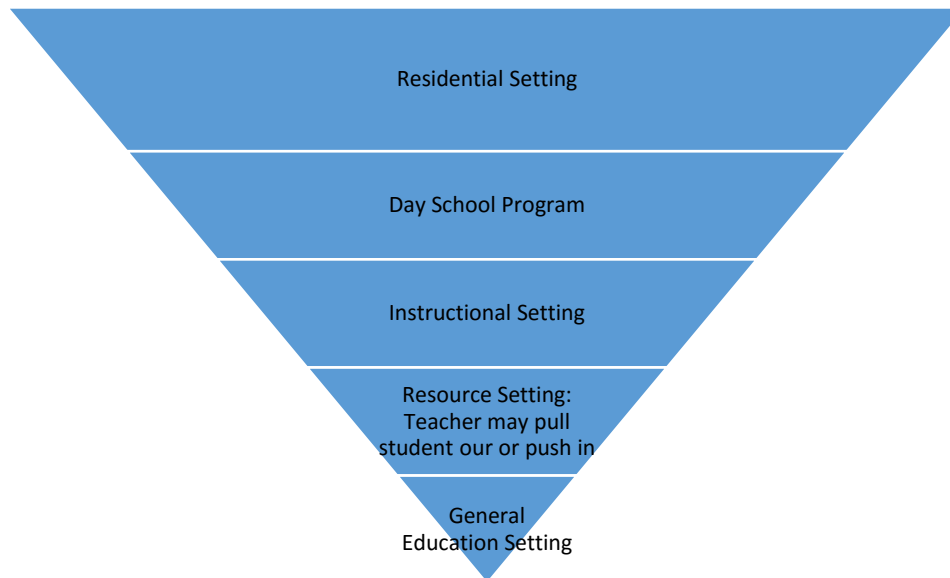 Residential Setting
Day School Program
Instructional Setting
Resource Setting:
Teacher may pull
student our or push in
General
Education Setting